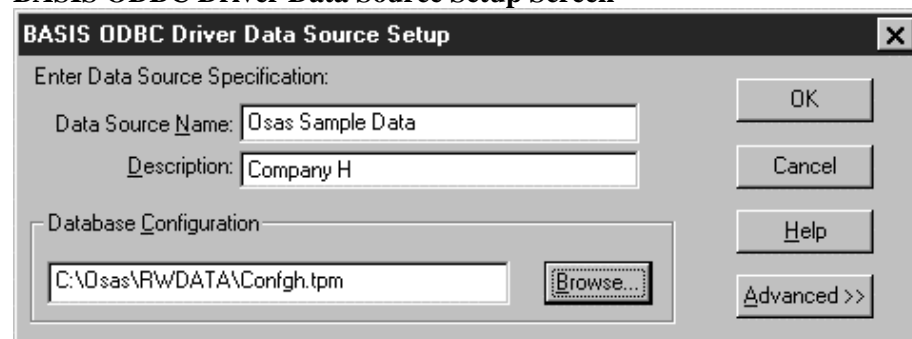 BASIS ODBC Driver Data Source Setup Screen
BASIS ODBC Driver Data Source Setup
Enter Data Source Specification:
Data Source Name: Osas Sample Data
Description: Company H
Database Configuration
C:\Osas\RWDATA\Confgh.tpm
Browse...
OK
Cancel
Help
Advanced >>